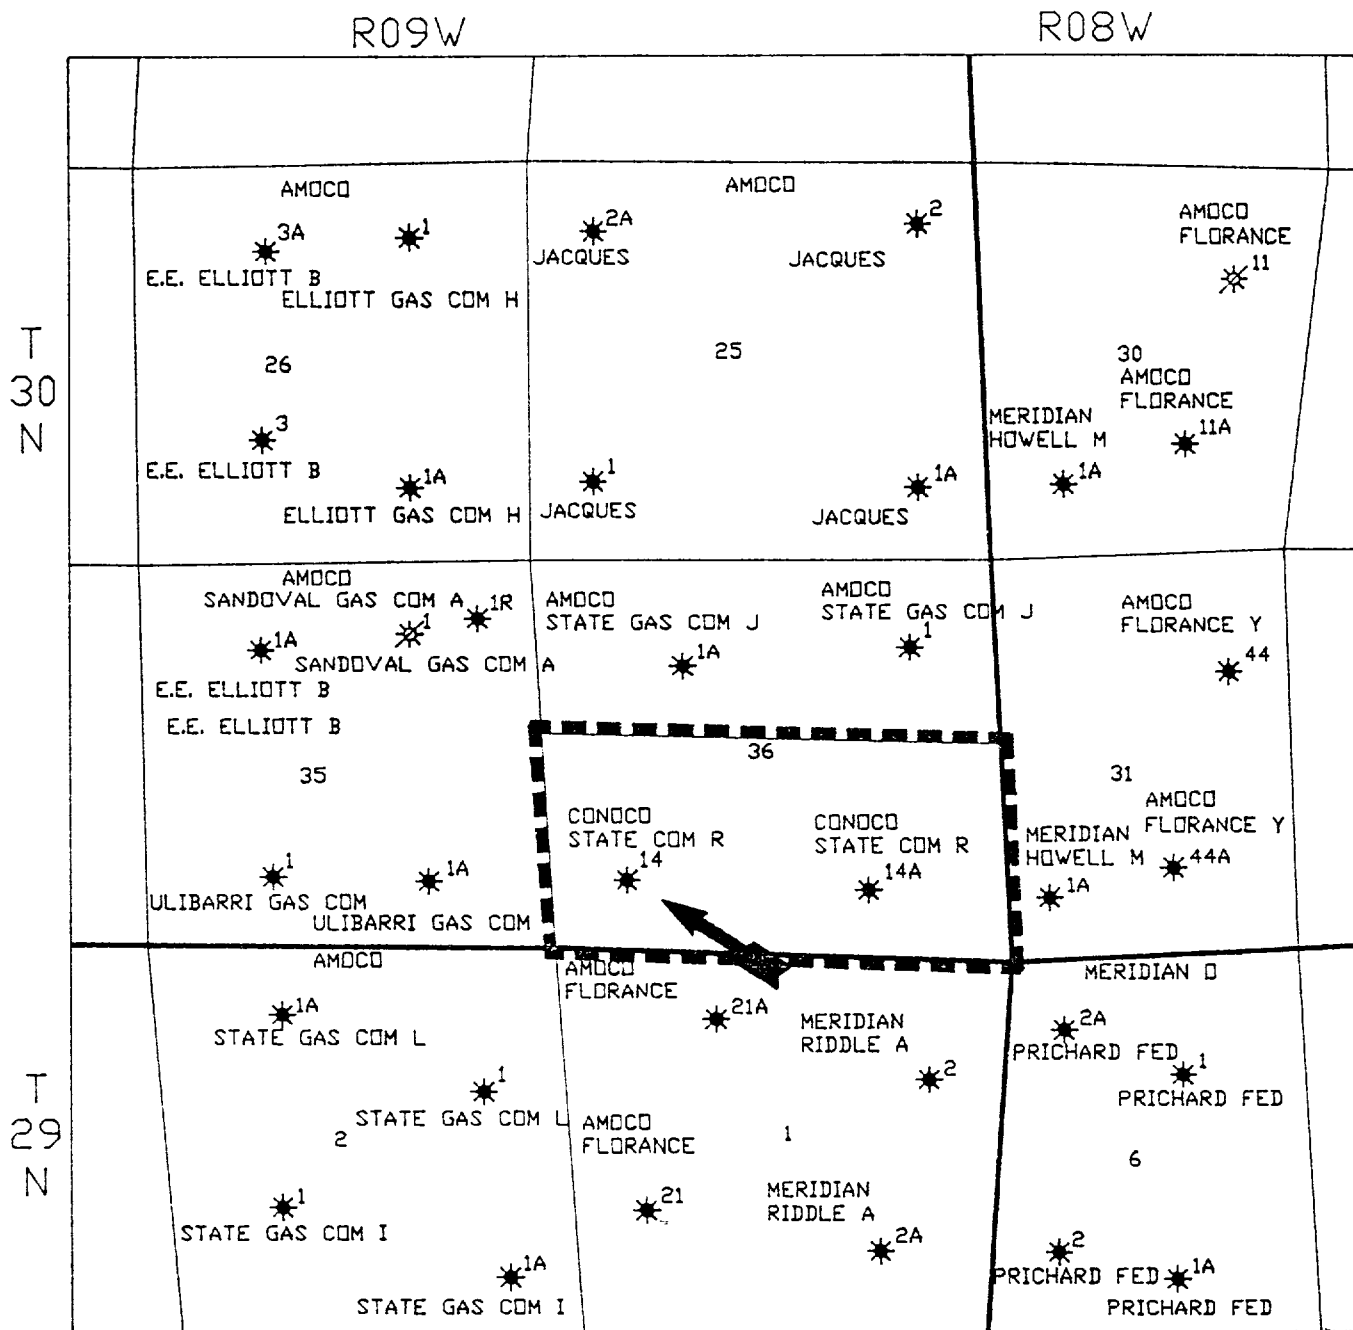 R09W
R08W
AMOCO
AMOCO
AMOCO
FLORANCE
3A
1
2A
2
11
E.E. ELLIOTT B
ELLIOTT GAS COM H
JACQUES
JACQUES
T
30
N
26
25
30
AMOCO
FLORANCE
MERIDIAN
HOWELL M
3
1A
1
1A
1A
11A
E.E. ELLIOTT B
ELLIOTT GAS COM H
JACQUES
JACQUES
AMOCO
SANDOVAL GAS COM A
1R
1
1A
SANDOVAL GAS COM A
E.E. ELLIOTT B
E.E. ELLIOTT B
AMOCO
STATE GAS COM J
1A
AMOCO
STATE GAS COM J
1
AMOCO
FLORANCE Y
44
35
36
31
CONOCO
STATE COM R
14
CONOCO
STATE COM R
14A
MERIDIAN
HOWELL M
1A
AMOCO
FLORANCE Y
44A
1
ULIBARRI GAS COM
1A
ULIBARRI GAS COM
AMOCO
AMOCO
FLORANCE
MERIDIAN O
1A
STATE GAS COM L
21A
MERIDIAN
RIDDLE A
2
2A
PRICHARD FED
1
PRICHARD FED
T
29
N
1
STATE GAS COM L
2
AMOCO
FLORANCE
1
6
21
MERIDIAN
RIDDLE A
2A
1
STATE GAS COM I
1A
STATE GAS COM I
2
PRICHARD FED
1A
PRICHARD FED